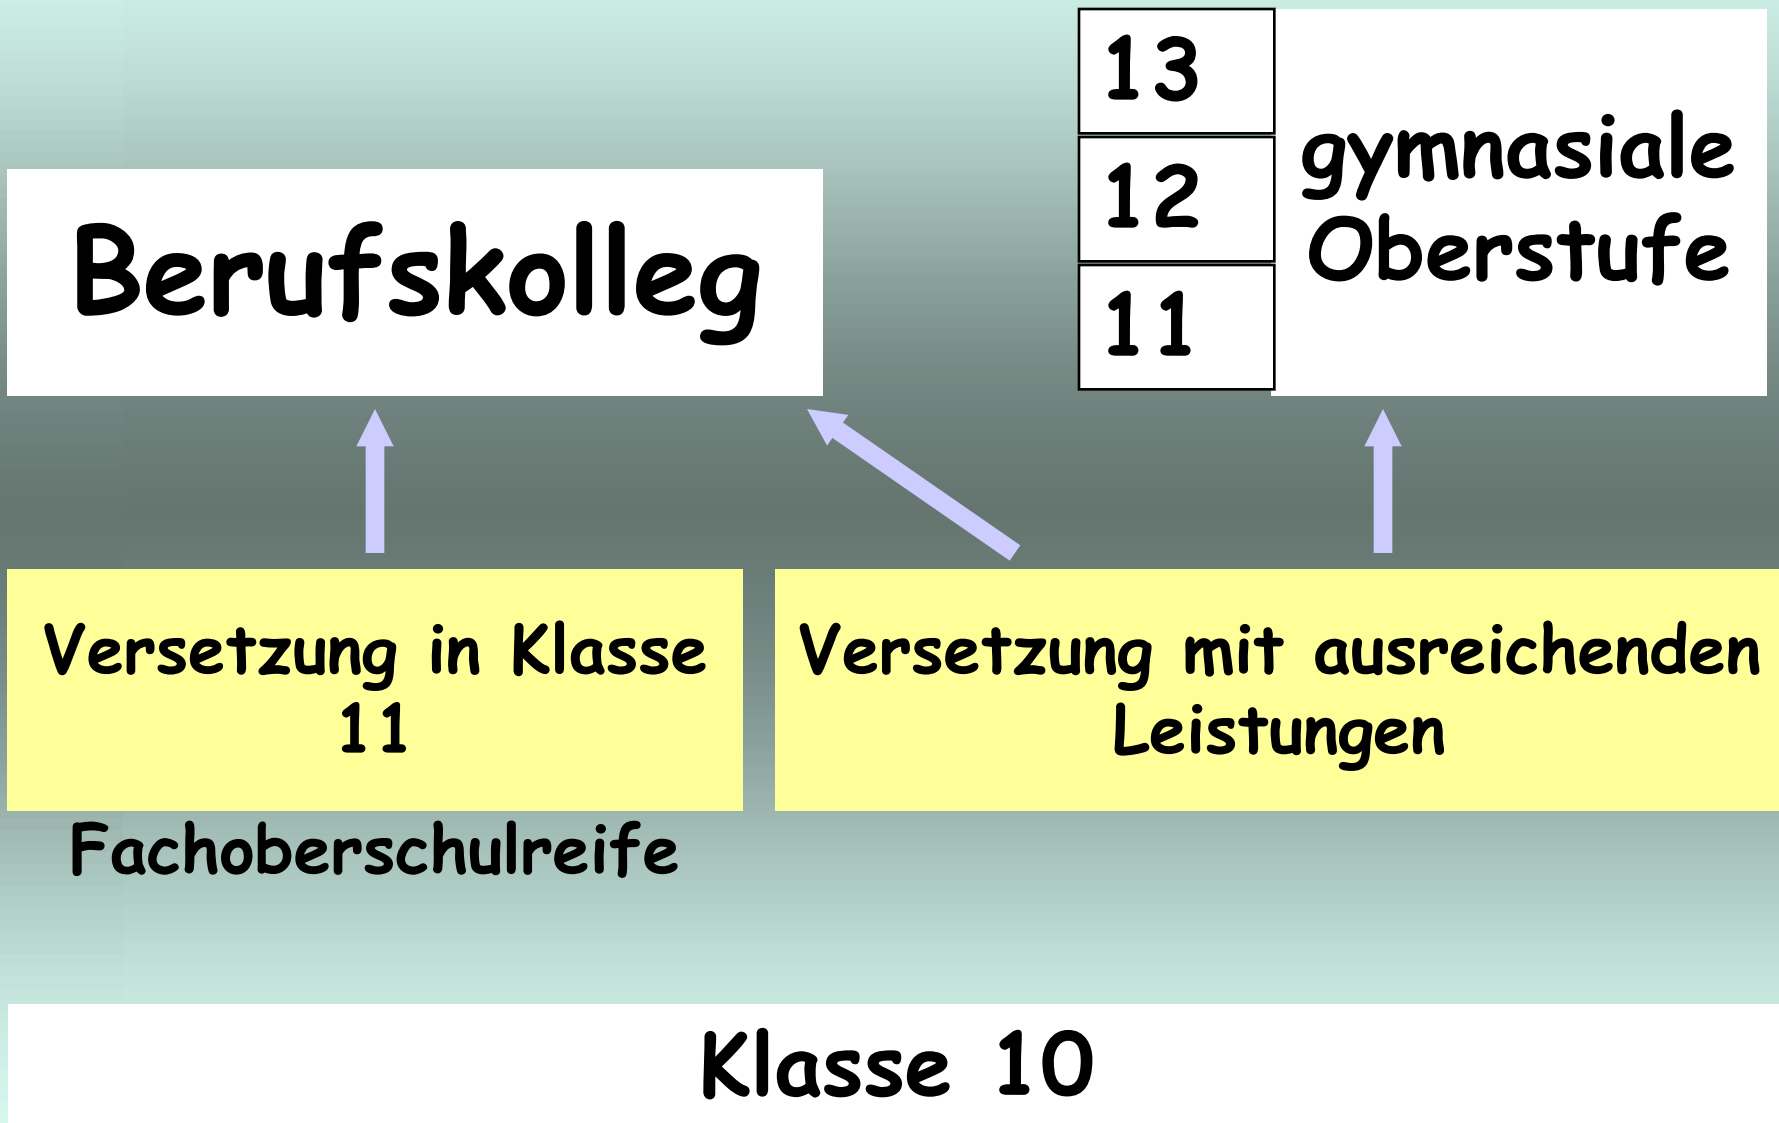 13
12
11
gymnasiale
Oberstufe
Berufskolleg
Versetzung in Klasse
11
Versetzung mit ausreichenden
Leistungen
Fachoberschulreife
Klasse 10